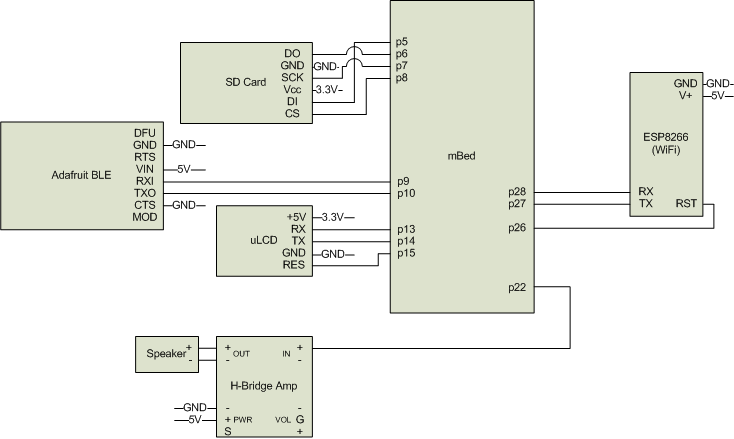 SD Card
DO
GND
GND
SCK
Vcc
3.3V
DI
CS
p5
p6
p7
p8
mBed
p9
p10
p13
p14
p15
p28
p27
p26
p22
ESP8266
(WiFi)
GND
GND
V+
5V
RX
TX
RST
Adafruit BLE
DFU
GND
GND
RTS
VIN
5V
RXI
TXO
CTS
GND
MOD
uLCD
+5V
3.3V
RX
TX
GND
GND
RES
Speaker
+
-
+ OUT
-
IN +
-
H-Bridge Amp
GND
-
-
5V
+ PWR
VOL G
S
+